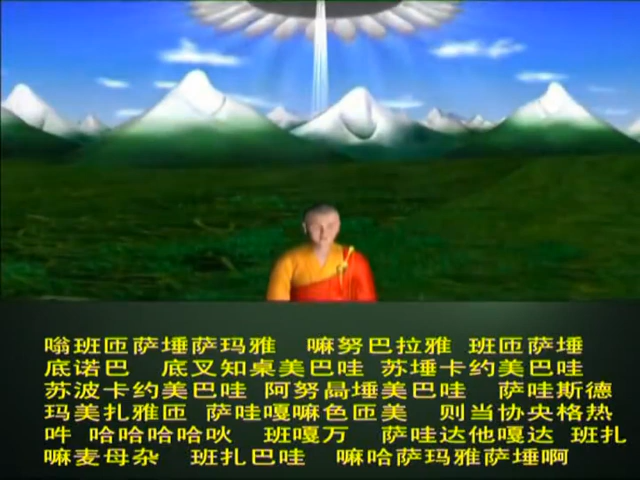 嗡班匝萨埵萨玛雅 嘛努巴拉雅 班匝萨埵
底诺巴 底叉知桌美巴哇 苏埵卡约美巴哇
苏波卡约美巴哇 阿努晶埵美巴哇 萨哇斯德
玛美扎雅匝 萨哇嘎嘛色匝美 则当协央格热
吽 哈哈哈哈吙 班嘎万 萨哇达他嘎达 班扎
嘛麦母杂 班扎巴哇 嘛哈萨玛雅萨埵啊